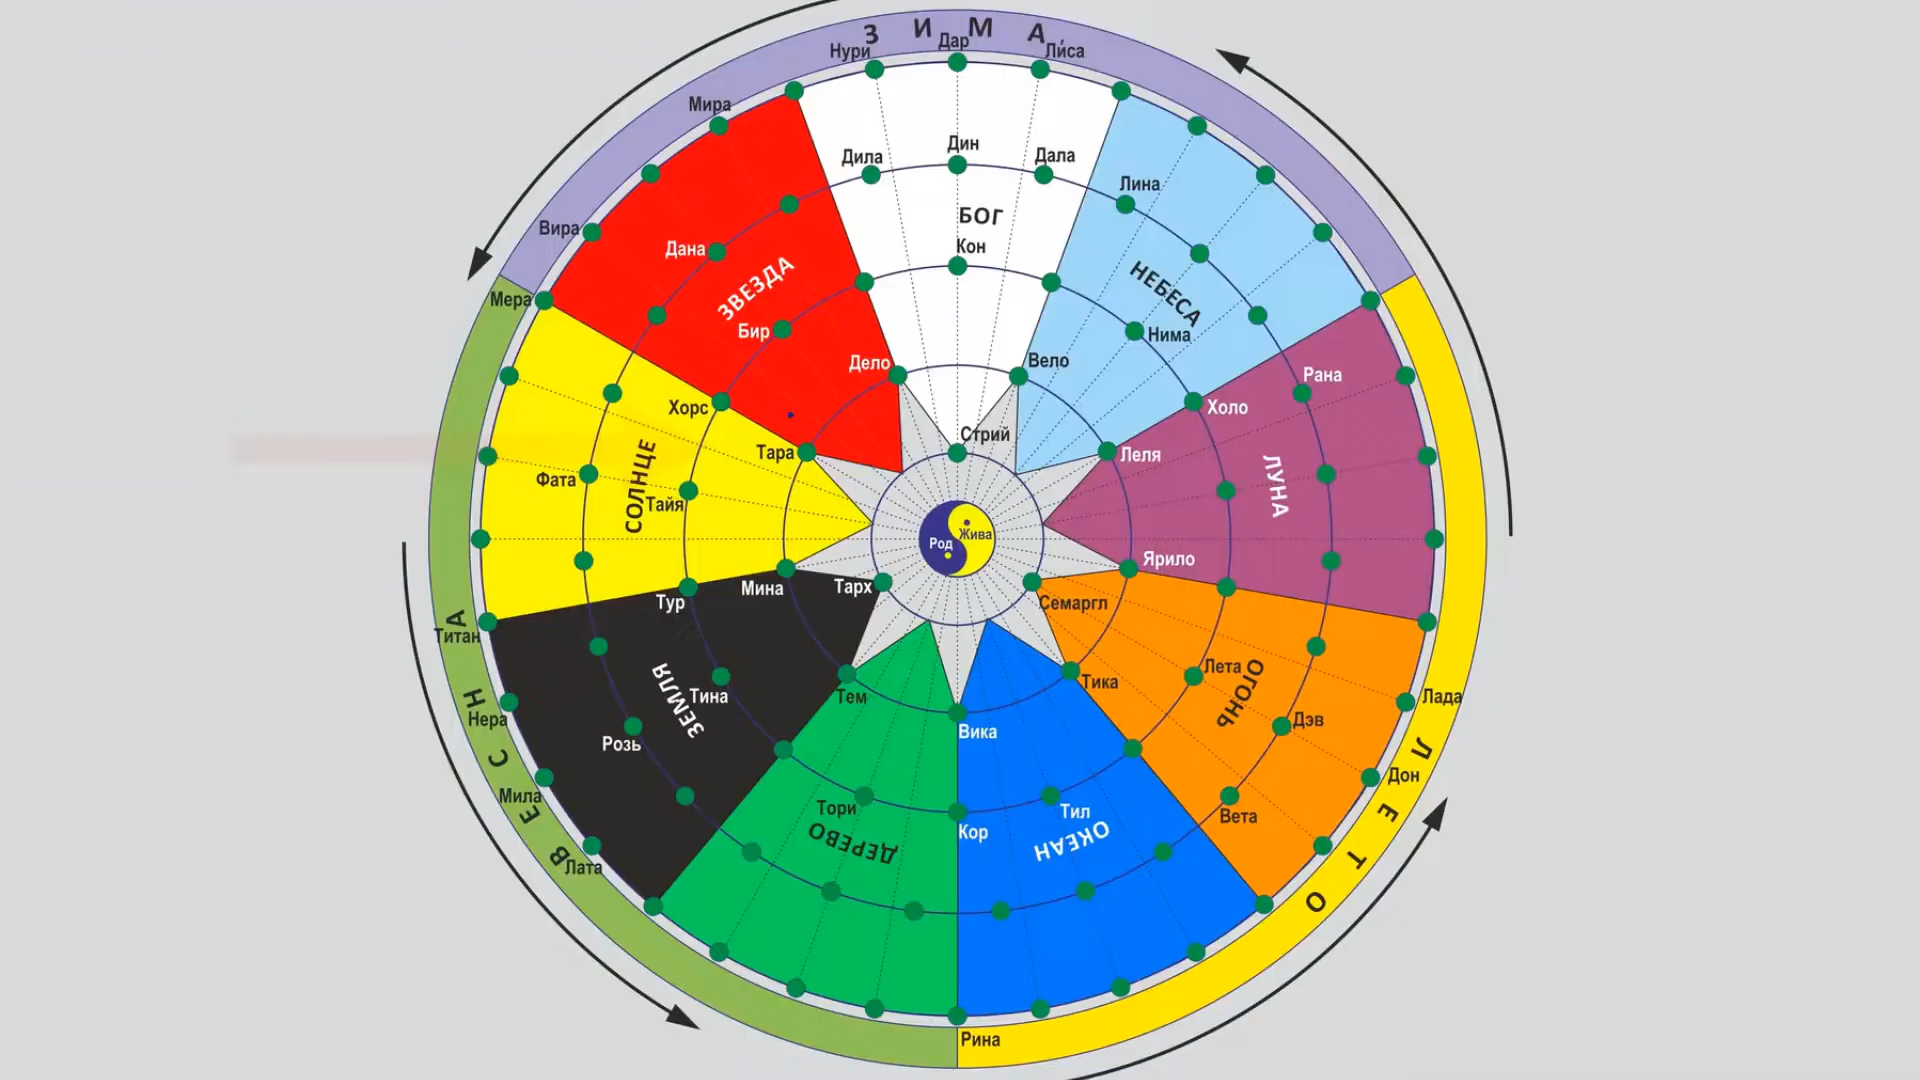 ЗИМА
Дар
Нури
Лиса
Мира
Дин
Дила
Дала
Лина
БОГ
Вира
Дана
Кон
ЗВЕЗДА
НЕБЕСА
Мера
Бир
Нима
Дело
Вело
Рана
Хорс
Холо
Стрий
Тара
Леля
Фата
СОЛНЦЕ
Тайя
ЛУНА
Жива
Род
Ярило
Мина
Тарх
Тур
Семаргл
ВЕСНА
Титан
ЗЕМЛЯ
Тина
Тем
Тика
Лета
ОГОНЬ
Лада
Нера
Розь
Вика
Дэв
ЛЕТО
Дон
Мила
Тори
Кор
Тил
Вета
ДЕРЕВО
ОКЕАН
Лата
Рина